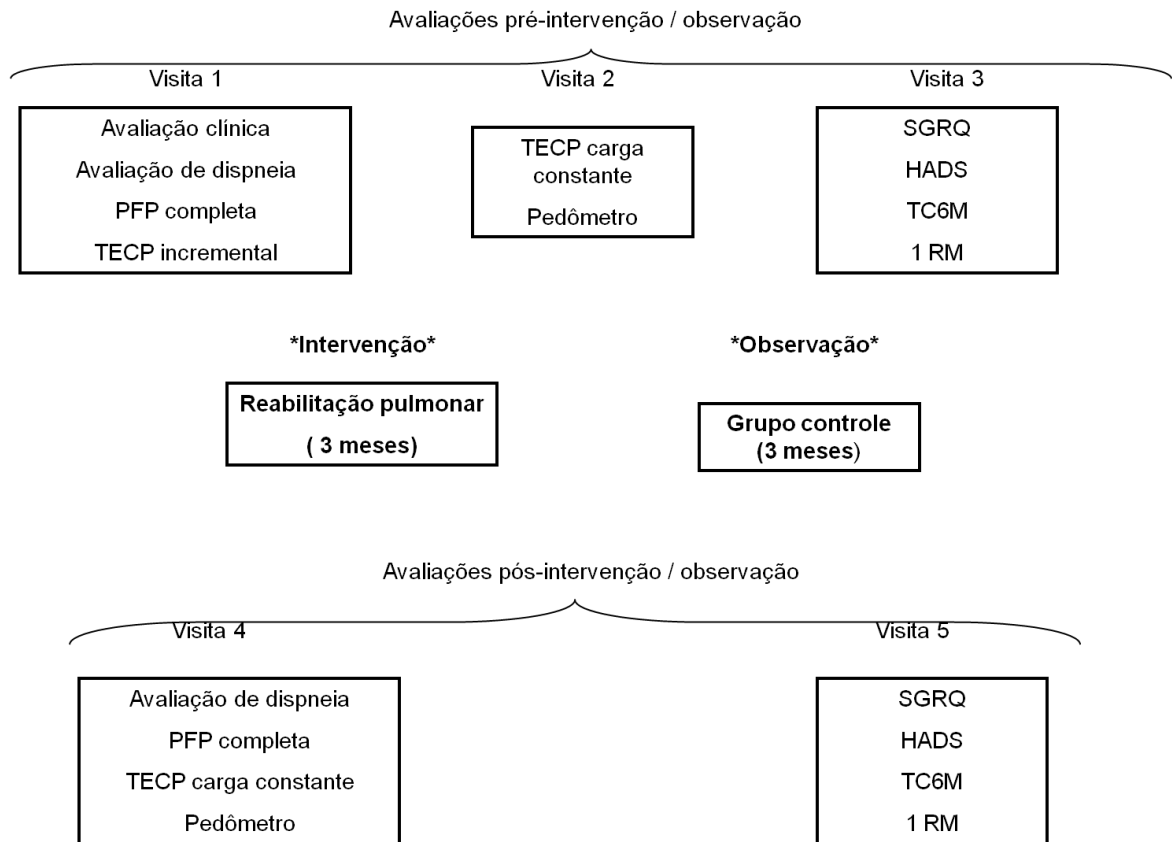 Avaliações pré-intervenção / observação
Visita 1
Visita 2
Visita 3
Avaliação clínica
Avaliação de dispneia
PFP completa
TECP incremental
TECP carga
constante
Pedômetro
SGRQ
HADS
TC6M
1 RM
*Intervenção*
*Observação*
Reabilitação pulmonar
( 3 meses)
Grupo controle
(3 meses)
Avaliações pós-intervenção / observação
Visita 4
Visita 5
Avaliação de dispneia
PFP completa
TECP carga constante
Pedômetro
SGRQ
HADS
TC6M
1 RM